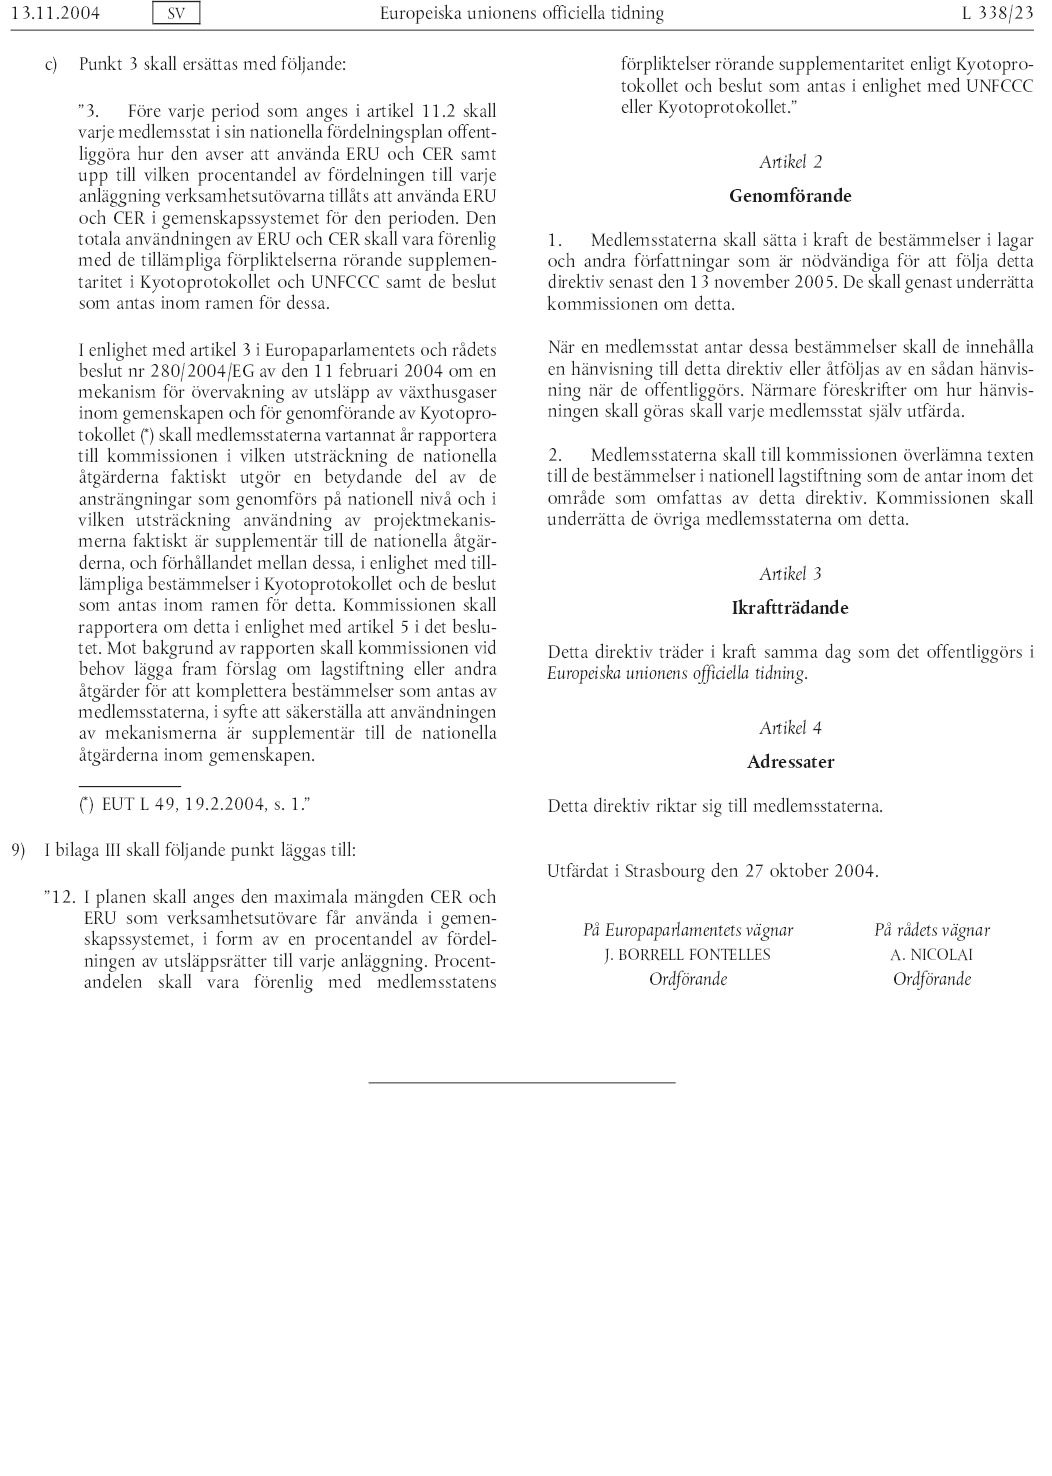 13.11.2004 SV Europeiska unionens officiella tidning L 338/23
c) Punkt 3 skall ersättas med följande:
”3. Före varje period som anges i artikel 11.2 skall
varje medlemsstat i sin nationella fördelningsplan offent-
liggöra hur den avser att använda ERU och CER samt
upp till vilken procentandel av fördelningen till varje
anläggning verksamhetsutövarna tillåts att använda ERU
och CER i gemenskapssystemet för den perioden. Den
totala användningen av ERU och CER skall vara förenlig
med de tillämpliga förpliktelserna rörande supplemen-
taritet i Kyotoprotokollet och UNFCCC samt de beslut
som antas inom ramen för dessa.
I enlighet med artikel 3 i Europaparlamentets och rådets
beslut nr 280/2004/EG av den 11 februari 2004 om en
mekanism för övervakning av utsläpp av växthusgaser
inom gemenskapen och för genomförande av Kyotopro-
tokollet (*) skall medlemsstaterna vartannat år rapportera
till kommissionen i vilken utsträckning de nationella
åtgärderna faktiskt utgör en betydande del av de
ansträngningar som genomförs på nationell nivå och i
vilken utsträckning användning av projektmekanis-
merna faktiskt är supplementär till de nationella åtgär-
derna, och förhållandet mellan dessa, i enlighet med till-
lämpliga bestämmelser i Kyotoprotokollet och de beslut
som antas inom ramen för detta. Kommissionen skall
rapportera om detta i enlighet med artikel 5 i det beslu-
tet. Mot bakgrund av rapporten skall kommissionen vid
behov lägga fram förslag om lagstiftning eller andra
åtgärder för att komplettera bestämmelser som antas av
medlemsstaterna, i syfte att säkerställa att användningen
av mekanismerna är supplementär till de nationella
åtgärderna inom gemenskapen.
(*) EUT L 49, 19.2.2004, s. 1.”
9) I bilaga III skall följande punkt läggas till:
”12. I planen skall anges den maximala mängden CER och
ERU som verksamhetsutövare får använda i gemen-
skapssystemet, i form av en procentandel av fördel-
ningen av utsläppsrätter till varje anläggning. Procent-
andelen skall vara förenlig med medlemsstatens
förpliktelser rörande supplementaritet enligt Kyotopro-
tokollet och beslut som antas i enlighet med UNFCCC
eller Kyotoprotokollet.”
Artikel 2
Genomförande
1. Medlemsstaterna skall sätta i kraft de bestämmelser i lagar
och andra författningar som är nödvändiga för att följa detta
direktiv senast den 13 november 2005. De skall genast underrätta
kommissionen om detta.
När en medlemsstat antar dessa bestämmelser skall de innehålla
en hänvisning till detta direktiv eller åtföljas av en sådan hänvis-
ning när de offentliggörs. Närmare föreskrifter om hur hänvis-
ningen skall göras skall varje medlemsstat själv utfärda.
2. Medlemsstaterna skall till kommissionen överlämna texten
till de bestämmelser i nationell lagstiftning som de antar inom det
område som omfattas av detta direktiv. Kommissionen skall
underrätta de övriga medlemsstaterna om detta.
Artikel 3
Ikraftträdande
Detta direktiv träder i kraft samma dag som det offentliggörs i
Europeiska unionens officiella tidning.
Artikel 4
Adressater
Detta direktiv riktar sig till medlemsstaterna.
Utfärdat i Strasbourg den 27 oktober 2004.
På Europaparlamentets vägnar
J. BORRELL FONTELLES
Ordförande
På rådets vägnar
A. NICOLAI
Ordförande